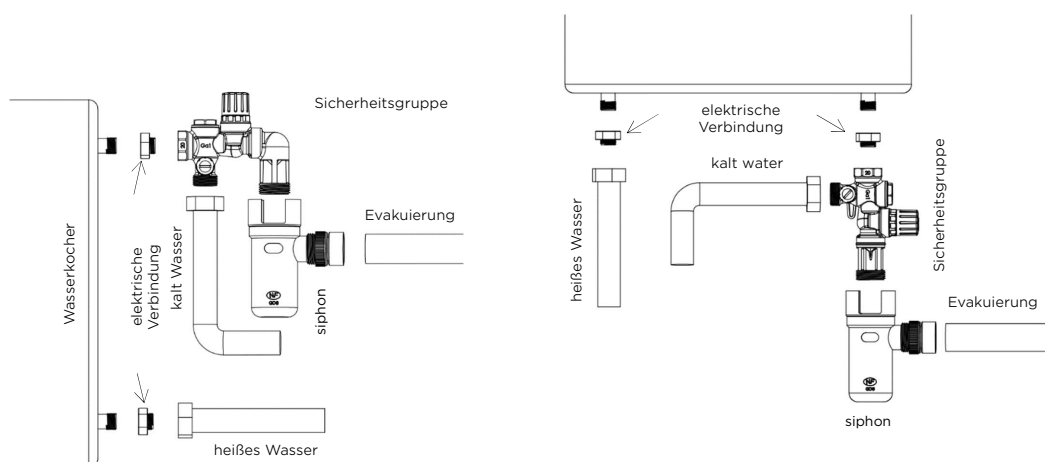 Sicherheitsgruppe
Evakuierung
Wasserkocher
elektrische
Verbindung
kalt Wasser
siphon
heißes Wasser
elektrische
Verbindung
kalt water
heißes Wasser
Sicherheitsgruppe
Evakuierung
siphon